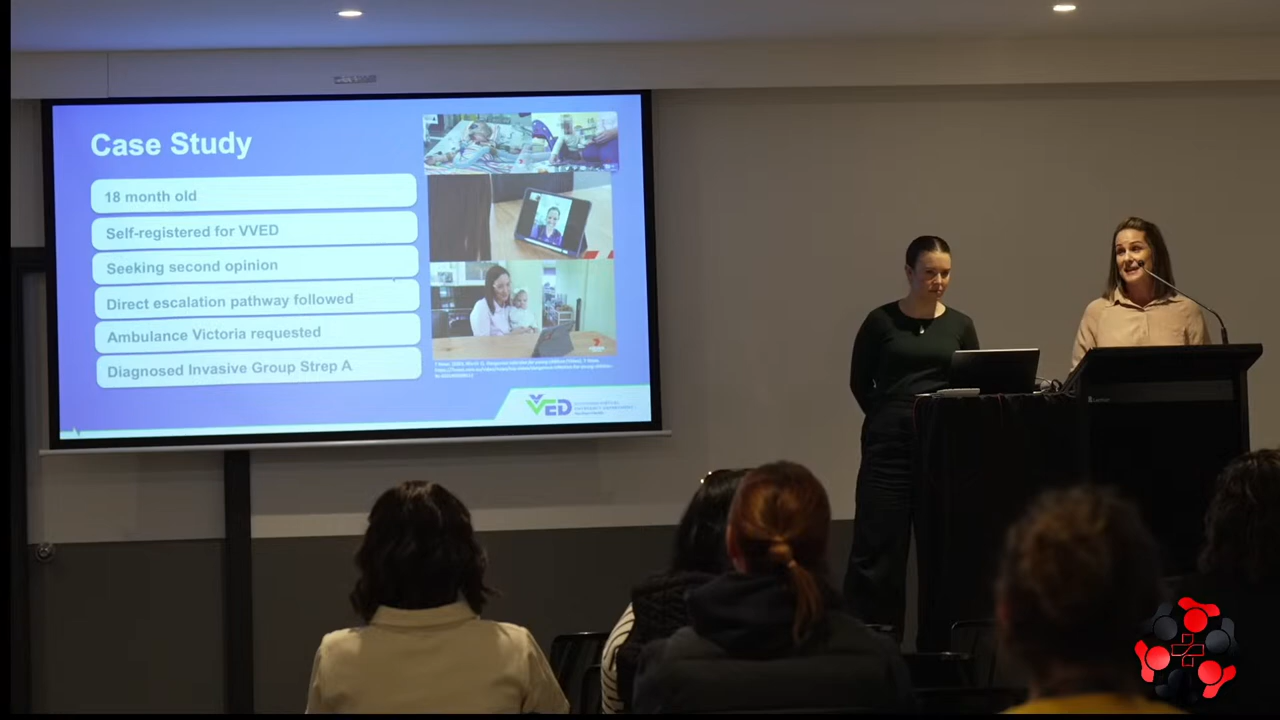 Case Study
18 month old
Self-registered for VVED
Seeking second opinion
Direct escalation pathway followed
Ambulance Victoria requested
Diagnosed Invasive Group Strep A
VVED